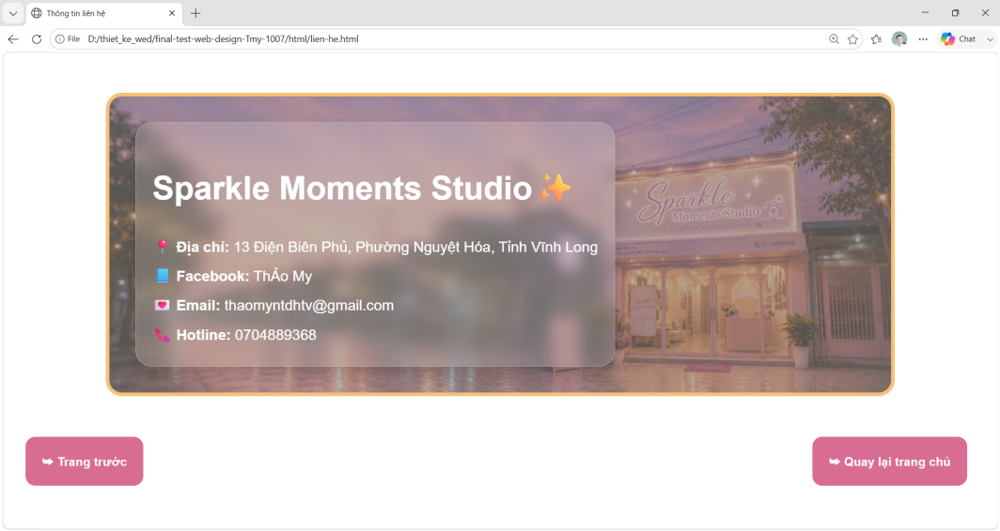 Thông tin liên hệ
File D:/thiet_ke_wed/final-test-web-design-Tmy-1007/html/lien-he.html
Chat
Sparkle Moments Studio ✨
📍 Địa chỉ: 13 Điện Biên Phủ, Phường Nguyệt Hóa, Tỉnh Vĩnh Long
📘 Facebook: ThẢo My
💌 Email: thaomyntdhtv@gmail.com
📞 Hotline: 0704889368
Sparkle
Moments Studio
0704889368
➥ Trang trước
➥ Quay lại trang chủ